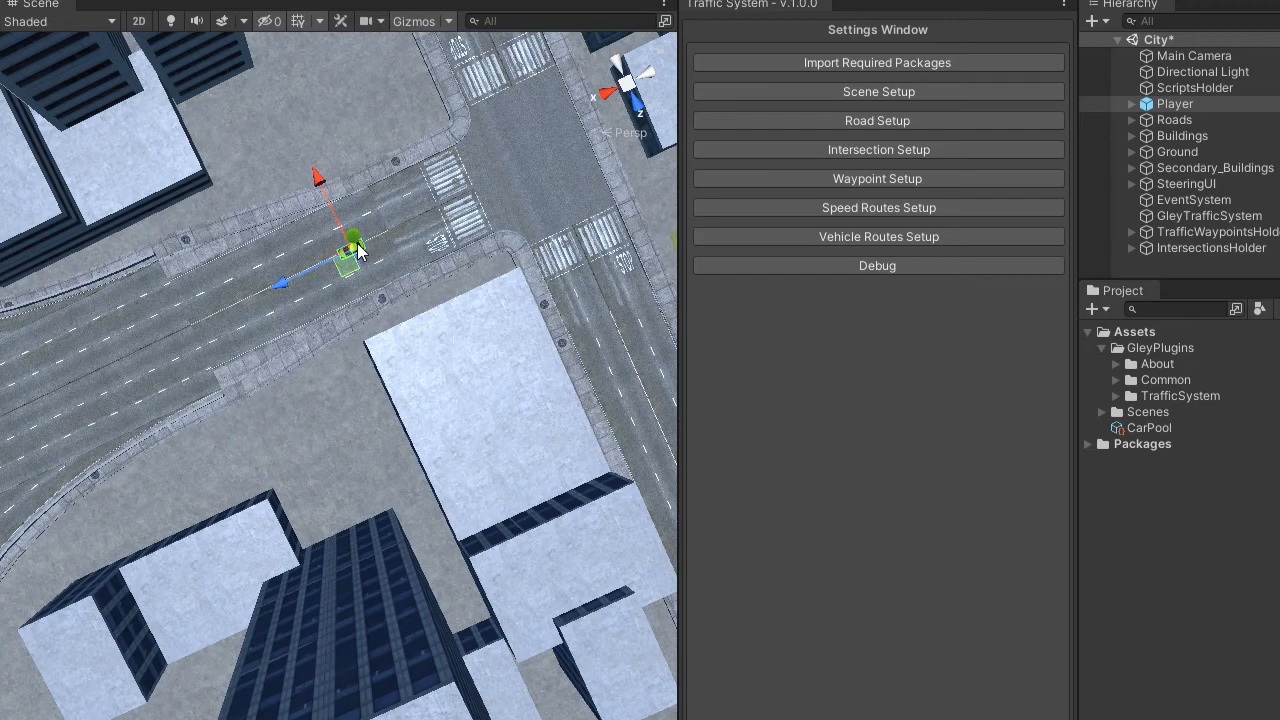 Scene
Traffic System - v.1.0.0
Hierarchy
Shaded
2D
0
Gizmos
All
x
z
Persp
Settings Window
Import Required Packages
Scene Setup
Road Setup
Intersection Setup
Waypoint Setup
Speed Routes Setup
Vehicle Routes Setup
Debug
All
City*
Main Camera
Directional Light
ScriptsHolder
Player
Roads
Buildings
Ground
Secondary_Buildings
SteeringUI
EventSystem
GleyTrafficSystem
TrafficWaypointsHold
IntersectionsHolder
Project
Assets
GleyPlugins
About
Common
TrafficSystem
Scenes
CarPool
Packages